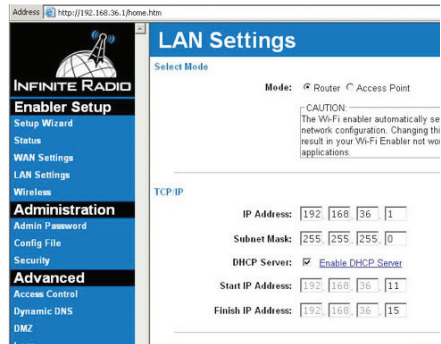 Address http://192.168.36.1/home.htm
INFINITE RADIO
Enabler Setup
Setup Wizard
Status
WAN Settings
LAN Settings
Wireless
Administration
Admin Password
Config File
Security
Advanced
Access Control
Dynamic DNS
DMZ
LAN Settings
Select Mode
Mode: Router Access Point
CAUTION:
The Wi-Fi enabler automatically se
network configuration. Changing thi
result in your Wi-Fi Enabler not wor
applications.
TCP/IP
IP Address: 192. 168. 36 . 1
Subnet Mask: 255. 255. 255. 0
DHCP Server: Enable DHCP Server
Start IP Address: 192. 168. 36 . 11
Finish IP Address: 192. 168. 36 . 15